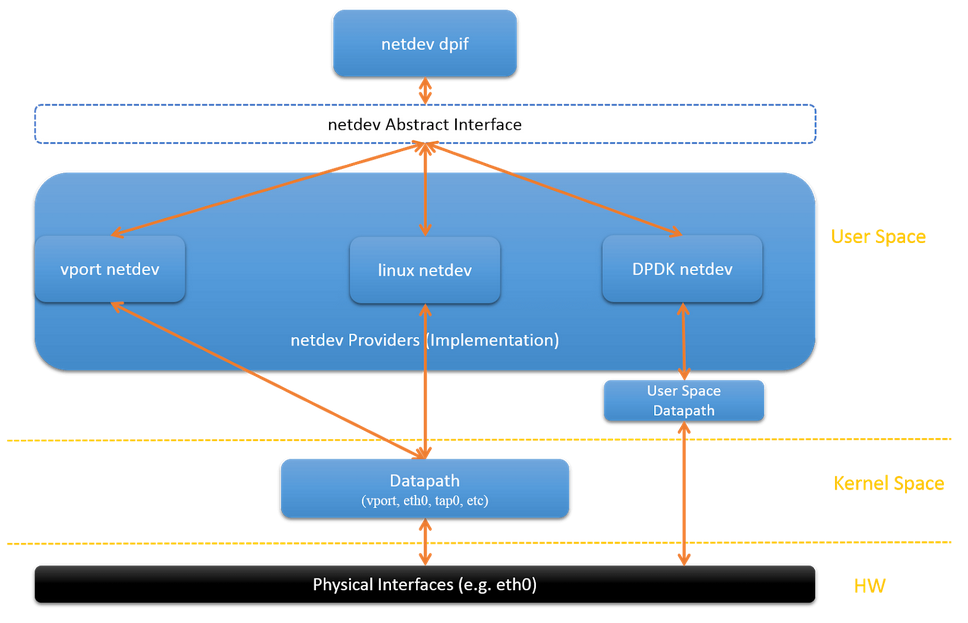 netdev dpif
netdev Abstract Interface
User Space
vport netdev
linux netdev
DPDK netdev
netdev Providers (Implementation)
User Space
Datapath
Datapath
(vport, eth0, tap0, etc)
Kernel Space
Physical Interfaces (e.g. eth0)
HW